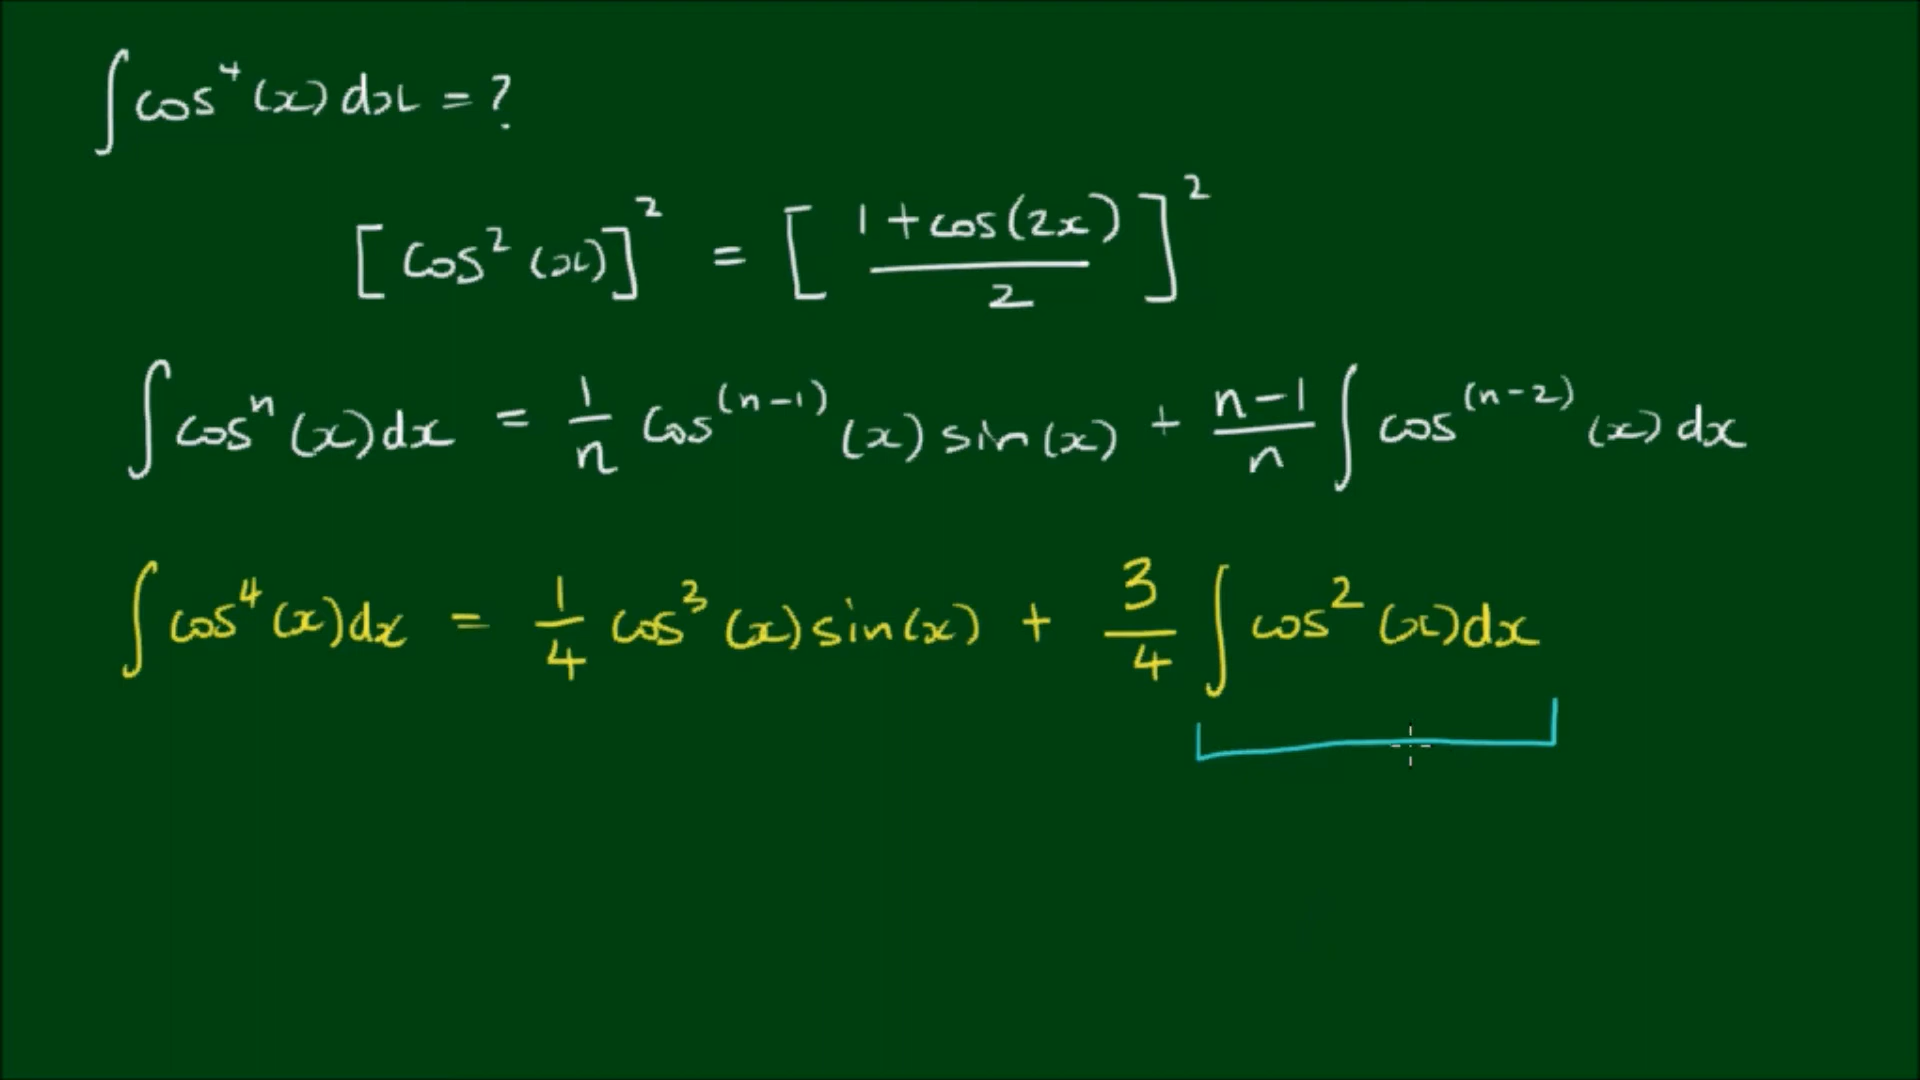 ∫cos⁴(x)dx = ?
[cos²(x)]² = [(1+cos(2x))/2]²
∫cosⁿ(x)dx = 1/n cos⁽ⁿ⁻¹⁾(x) sin(x) + (n-1)/n ∫cos⁽ⁿ⁻²⁾(x)dx
∫cos⁴(x)dx = 1/4 cos³(x) sin(x) + 3/4 ∫cos²(x)dx